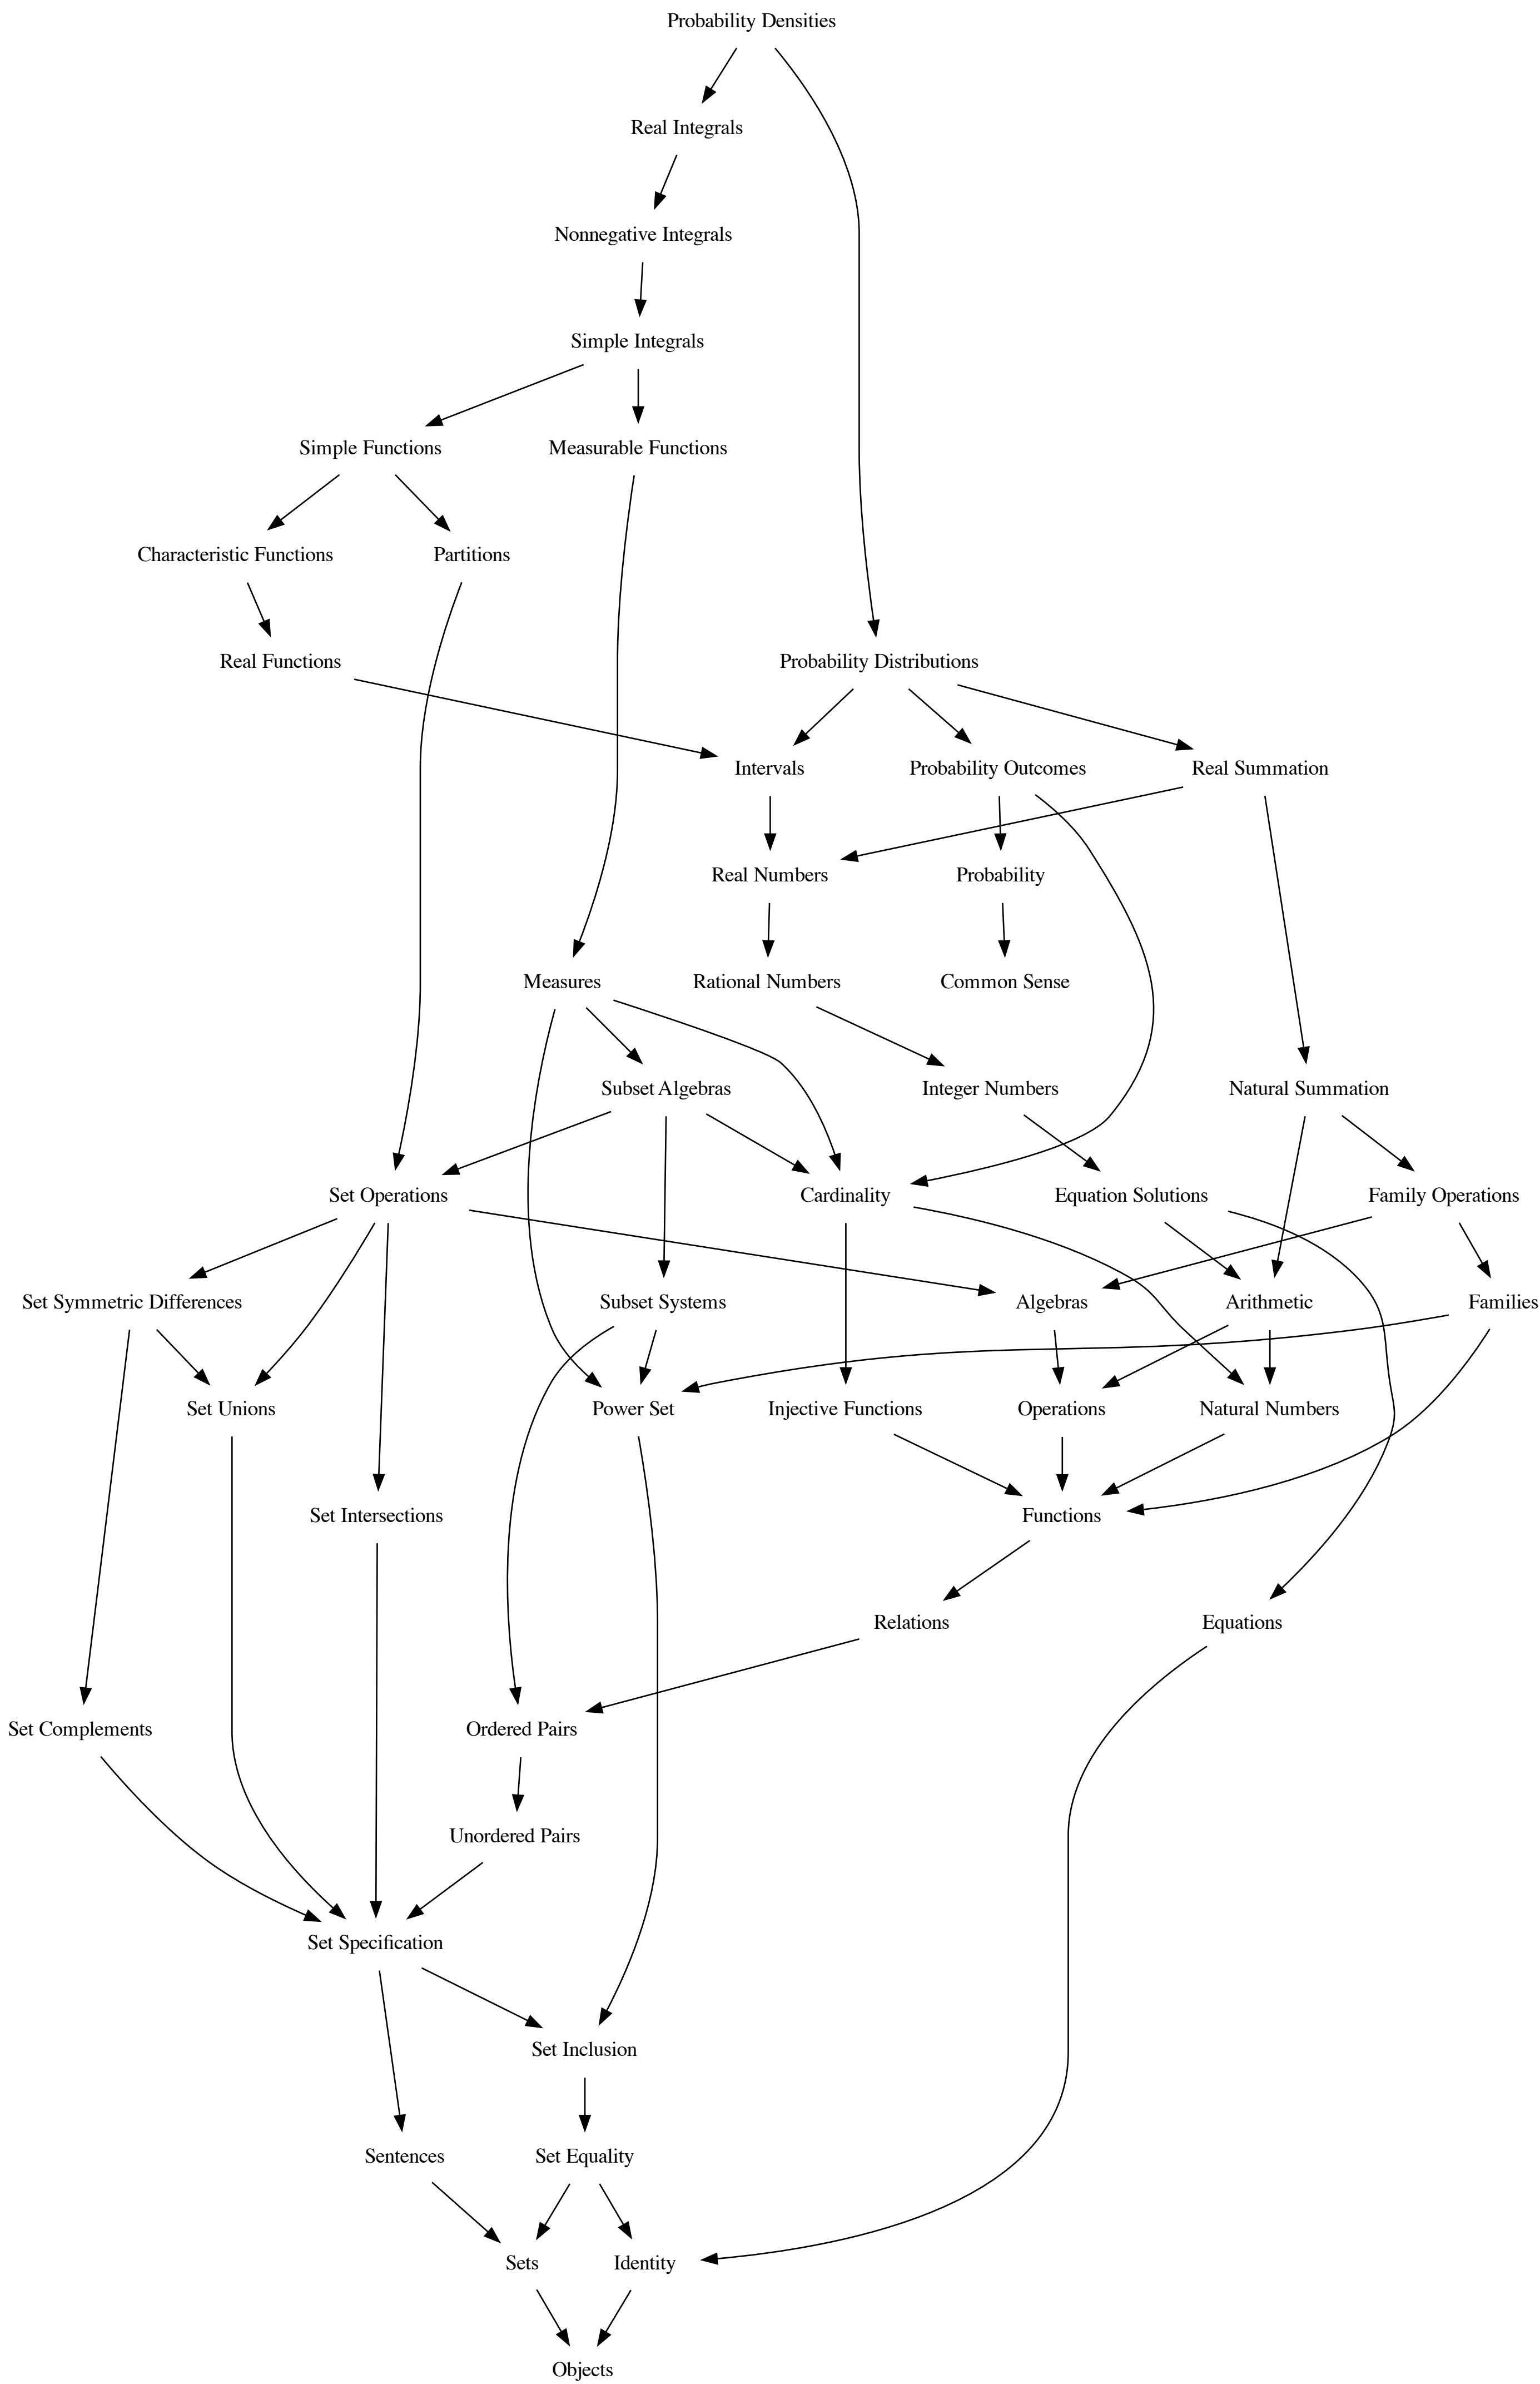 Probability Densities
Real Integrals
Nonnegative Integrals
Simple Integrals
Simple Functions
Measurable Functions
Characteristic Functions
Partitions
Real Functions
Probability Distributions
Intervals
Probability Outcomes
Real Summation
Real Numbers
Probability
Measures
Rational Numbers
Common Sense
Subset Algebras
Integer Numbers
Natural Summation
Set Operations
Cardinality
Equation Solutions
Family Operations
Set Symmetric Differences
Subset Systems
Algebras
Arithmetic
Families
Set Unions
Power Set
Injective Functions
Operations
Natural Numbers
Set Intersections
Functions
Relations
Equations
Set Complements
Ordered Pairs
Unordered Pairs
Set Specification
Set Inclusion
Sentences
Set Equality
Sets
Identity
Objects